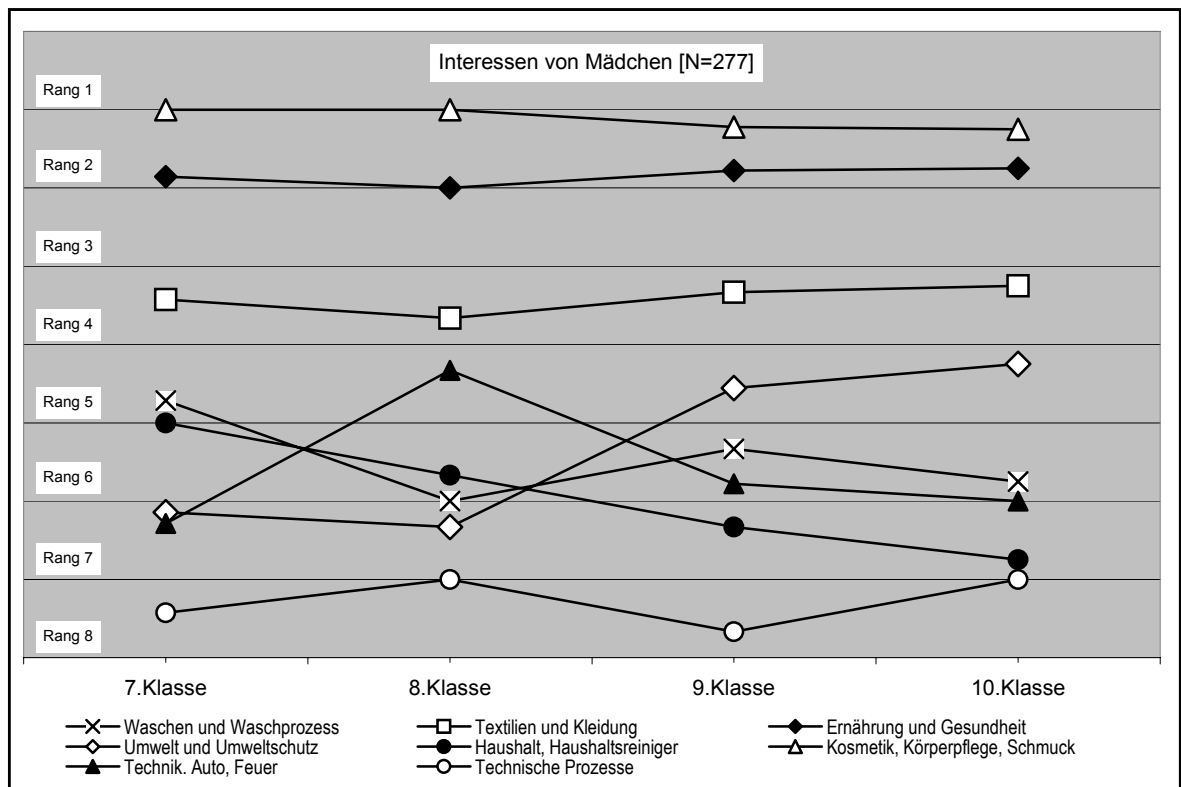 Interessen von Mädchen [N=277]
Rang 1
Rang 2
Rang 3
Rang 4
Rang 5
Rang 6
Rang 7
Rang 8
7.Klasse 8.Klasse 9.Klasse 10.Klasse
Waschen und Waschprozess Textilien und Kleidung Ernährung und Gesundheit
Umwelt und Umweltschutz Haushalt, Haushaltsreiniger Kosmetik, Körperpflege, Schmuck
Technik. Auto, Feuer Technische Prozesse